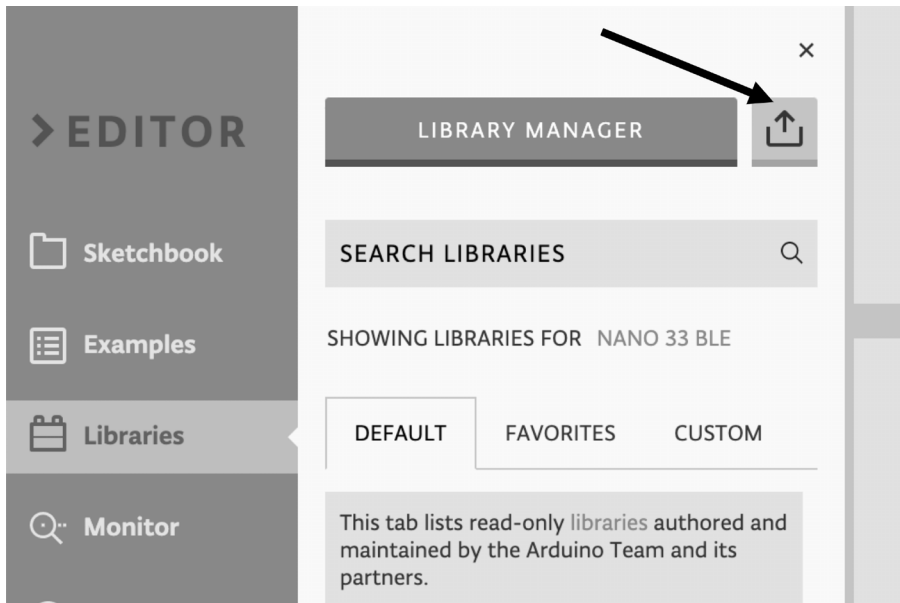 EDITOR
Sketchbook
Examples
Libraries
Monitor
LIBRARY MANAGER
SEARCH LIBRARIES
SHOWING LIBRARIES FOR NANO 33 BLE
DEFAULT FAVORITES CUSTOM
This tab lists read-only libraries authored and
maintained by the Arduino Team and its
partners.